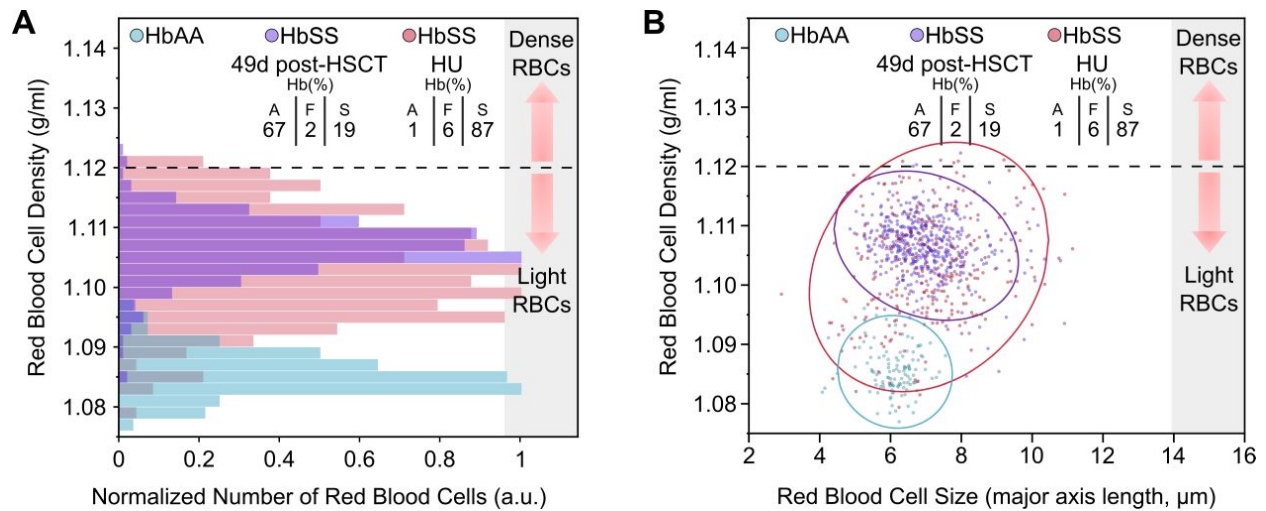 A
HbAA HbSS HbSS
49d post-HSCT HU
Hb(%) Hb(%)
A F S A F S
67 2 19 1 6 87
Dense
RBCs
Light
RBCs
1.14
1.13
1.12
1.111
1.10
1.09
1.08
Red Blood Cell Density (g/ml)
0 0.2 0.4 0.6 0.8 1
Normalized Number of Red Blood Cells (a.u.)
B
HbAA HbSS HbSS
49d post-HSCT HU
Hb(%) Hb(%)
A F S A F S
67 2 19 1 6 87
Dense
RBCs
Light
RBCs
1.14
1.13
1.12
1.111
1.10
1.09
1.08
Red Blood Cell Density (g/ml)
2 4 6 8 10 12 14 16
Red Blood Cell Size (major axis length, µm)